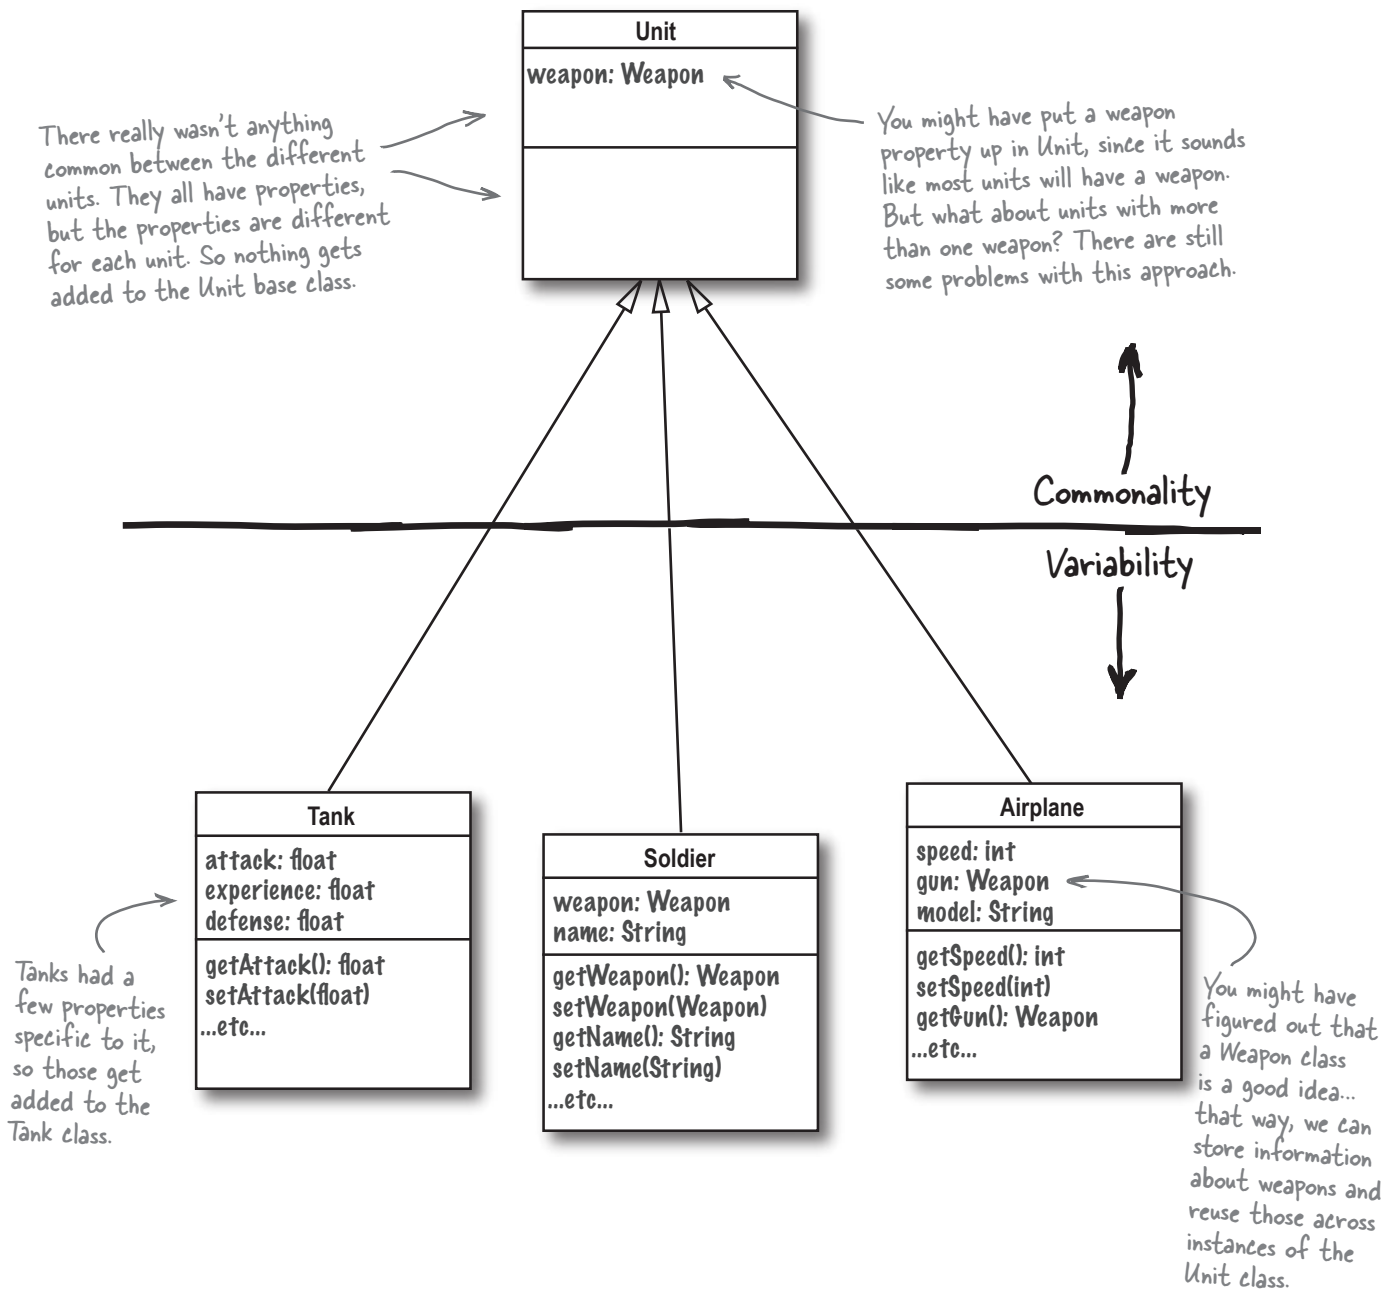 Unit
weapon: Weapon
There really wasn't anything
common between the different
units. They all have properties,
but the properties are different
for each unit. So nothing gets
added to the Unit base class.
You might have put a weapon
property up in Unit, since it sounds
like most units will have a weapon.
But what about units with more
than one weapon? There are still
some problems with this approach.
Commonality
Variability
Tank
attack: float
experience: float
defense: float
getAttack(): float
setAttack(float)
...etc...
Tanks had a
few properties
specific to it,
so those get
added to the
Tank class.
Soldier
weapon: Weapon
name: String
getWeapon(): Weapon
setWeapon(Weapon)
getName(): String
setName(String)
...etc...
Airplane
speed: int
gun: Weapon
model: String
getSpeed(): int
setSpeed(int)
getGun(): Weapon
...etc...
You might have
figured out that
a Weapon class
is a good idea...
that way, we can
store information
about weapons and
reuse those across
instances of the
Unit class.